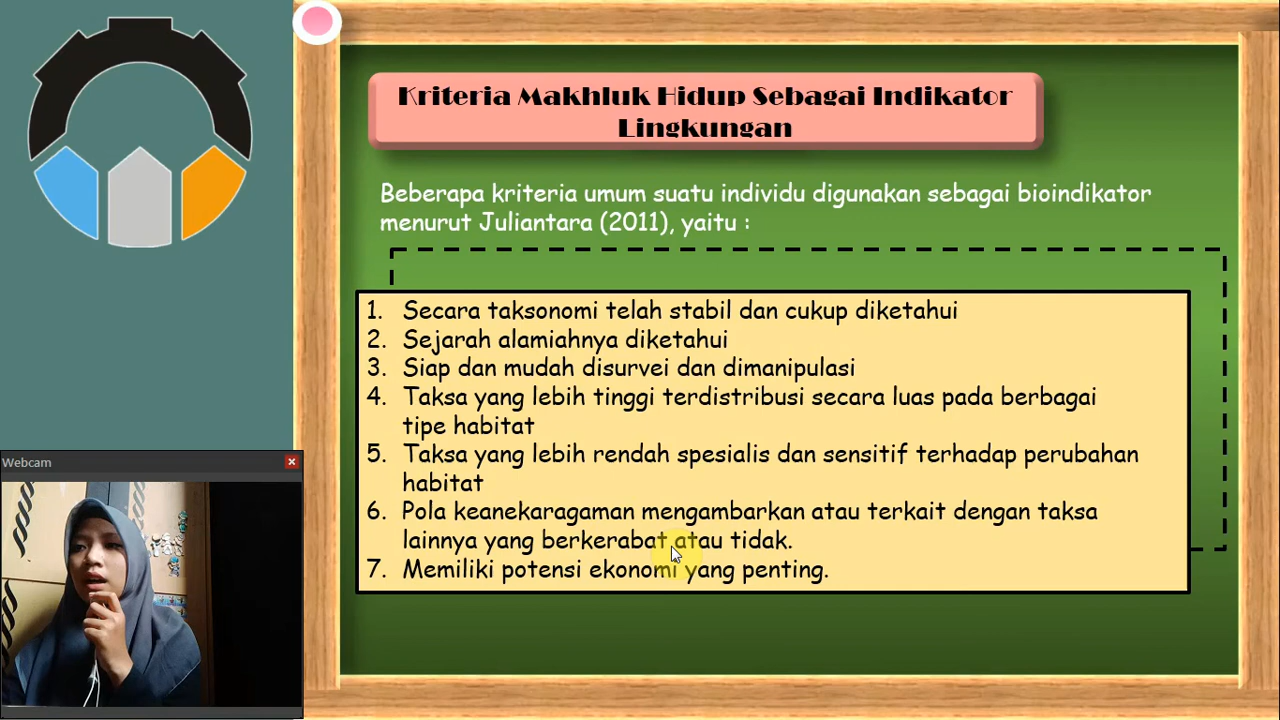 Kriteria Makhluk Hidup Sebagai Indikator
Lingkungan
Beberapa kriteria umum suatu individu digunakan sebagai bioindikator
menurut Juliantara (2011), yaitu :
1. Secara taksonomi telah stabil dan cukup diketahui
2. Sejarah alamiahnya diketahui
3. Siap dan mudah disurvei dan dimanipulasi
4. Taksa yang lebih tinggi terdistribusi secara luas pada berbagai
tipe habitat
5. Taksa yang lebih rendah spesialis dan sensitif terhadap perubahan
habitat
6. Pola keanekaragaman mengambarkan atau terkait dengan taksa
lainnya yang berkerabat atau tidak.
7. Memiliki potensi ekonomi yang penting.
Webcam